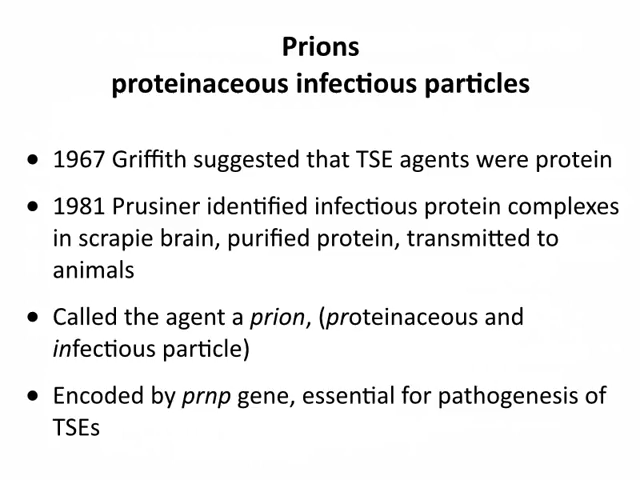 Prions
proteinaceous infectious particles
• 1967 Griffith suggested that TSE agents were protein
• 1981 Prusiner identified infectious protein complexes
in scrapie brain, purified protein, transmitted to
animals
• Called the agent a prion, (proteinaceous and
infectious particle)
• Encoded by prnp gene, essential for pathogenesis of
TSEs